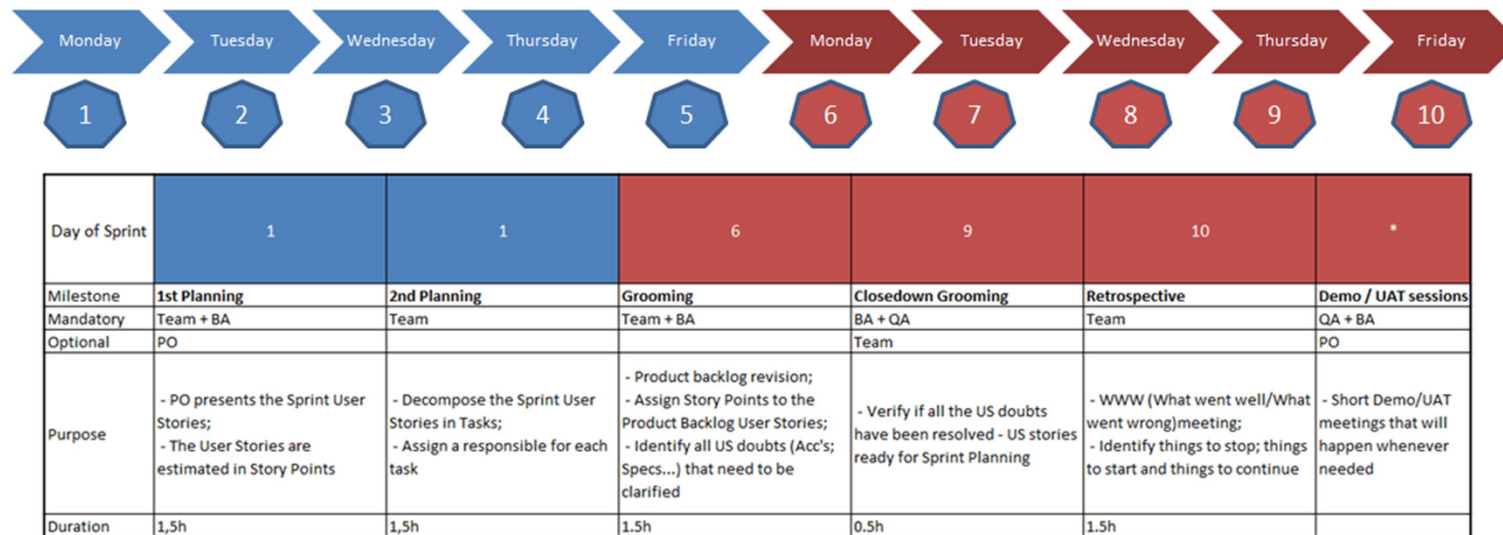 Monday Tuesday Wednesday Thursday Friday Monday Tuesday Wednesday Thursday Friday
1 2 3 4 5 6 7 8 9 10
Day of Sprint 1 1 6 9 10 *
Milestone 1st Planning 2nd Planning Grooming Closedown Grooming Retrospective Demo / UAT sessions
Mandatory Team + BA Team Team + BA BA + QA Team QA + BA
Optional PO Team PO
Purpose
- PO presents the Sprint User
Stories;
- The User Stories are
estimated in Story Points
- Decompose the Sprint User
Stories in Tasks;
- Assign a responsible for each
task
- Product backlog revision;
- Assign Story Points to the
Product Backlog User Stories;
- Identify all US doubts (Acc's;
Specs...) that need to be
clarified
- Verify if all the US doubts
have been resolved - US stories
ready for Sprint Planning
- WWW (What went well/What
went wrong)meeting;
- Identify things to stop; things
to start and things to continue
- Short Demo/UAT
meetings that will
happen whenever
needed
Duration 1,5h 1,5h 1.5h 0.5h 1.5h